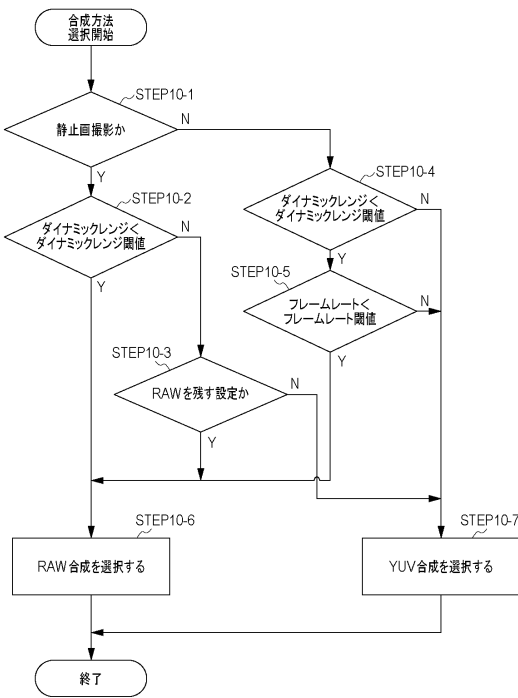 合成方法
選択開始
STEP10-1
静止画撮影か
N
Y
STEP10-2
ダイナミックレンジ<
ダイナミックレンジ閾値
N
Y
STEP10-4
ダイナミックレンジ<
ダイナミックレンジ閾値
N
Y
STEP10-5
フレームレート<
フレームレート閾値
N
Y
STEP10-3
RAWを残す設定か
N
Y
STEP10-6
RAW合成を選択する
STEP10-7
YUV合成を選択する
終了